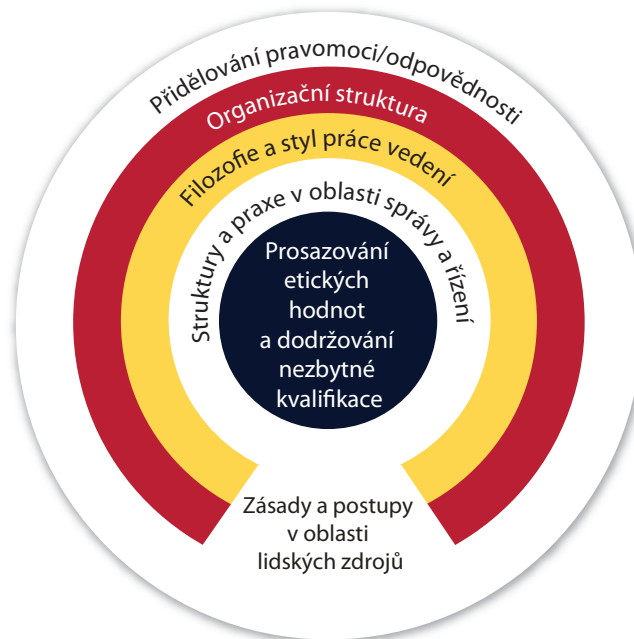 Přidělování pravomoci/odpovědnosti
Organizační struktura
Filozofie a styl práce vedení
Struktury a praxe v oblasti správy a řízení
Prosazování
etických
hodnot
a dodržování
nezbytné
kvalifikace
Zásady a postupy
v oblasti
lidských zdrojů